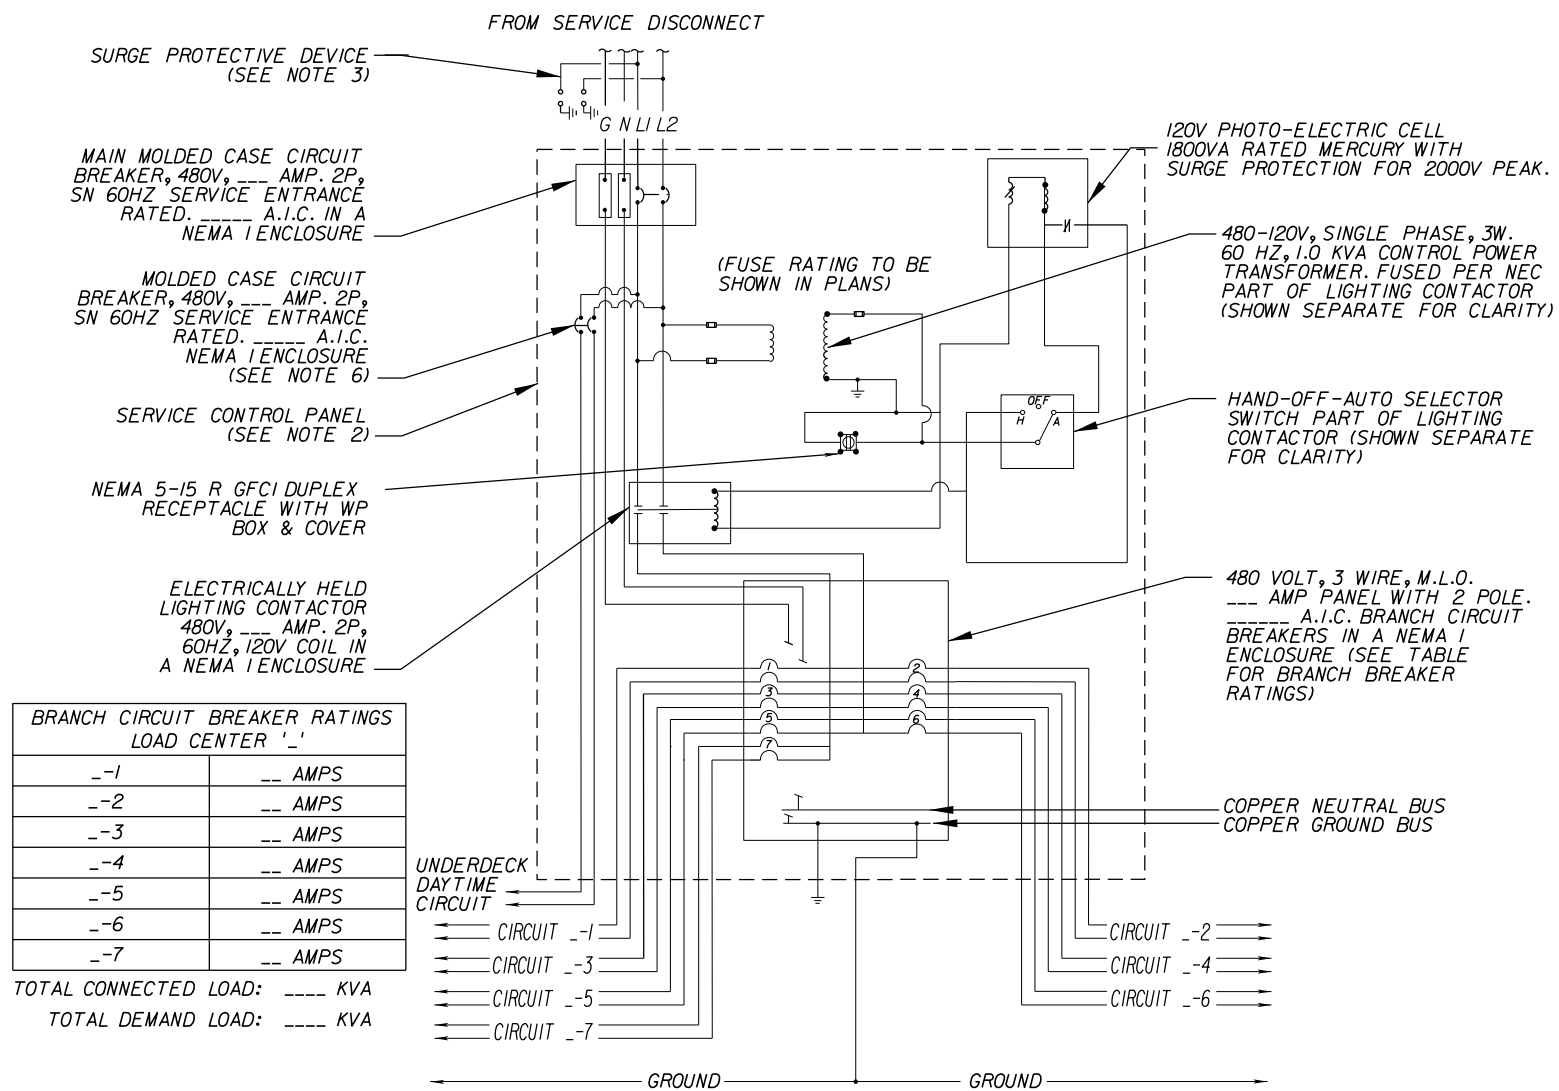 FROM SERVICE DISCONNECT
SURGE PROTECTIVE DEVICE
(SEE NOTE 3)
G N L1 L2
MAIN MOLDED CASE CIRCUIT
BREAKER, 480V, ___ AMP. 2P,
SN 60HZ SERVICE ENTRANCE
RATED. _____ A.I.C. IN A
NEMA 1 ENCLOSURE
MOLDED CASE CIRCUIT
BREAKER, 480V, ___ AMP. 2P,
SN 60HZ SERVICE ENTRANCE
RATED. _____ A.I.C.
NEMA 1 ENCLOSURE
(SEE NOTE 6)
SERVICE CONTROL PANEL
(SEE NOTE 2)
NEMA 5-15 R GFCI DUPLEX
RECEPTACLE WITH WP
BOX & COVER
ELECTRICALLY HELD
LIGHTING CONTACTOR
480V, ___ AMP. 2P,
60HZ, 120V COIL IN
A NEMA 1 ENCLOSURE
(FUSE RATING TO BE
SHOWN IN PLANS)
120V PHOTO-ELECTRIC CELL
1800VA RATED MERCURY WITH
SURGE PROTECTION FOR 2000V PEAK.
480-120V, SINGLE PHASE, 3W.
60 HZ, 1.0 KVA CONTROL POWER
TRANSFORMER. FUSED PER NEC
PART OF LIGHTING CONTACTOR
(SHOWN SEPARATE FOR CLARITY)
OFF
H A
HAND-OFF-AUTO SELECTOR
SWITCH PART OF LIGHTING
CONTACTOR (SHOWN SEPARATE
FOR CLARITY)
480 VOLT, 3 WIRE, M.L.O.
___ AMP PANEL WITH 2 POLE.
______ A.I.C. BRANCH CIRCUIT
BREAKERS IN A NEMA 1
ENCLOSURE (SEE TABLE
FOR BRANCH BREAKER
RATINGS)
1 2
3 4
5 6
7
COPPER NEUTRAL BUS
COPPER GROUND BUS
BRANCH CIRCUIT BREAKER RATINGS
LOAD CENTER '_'
_-1 __ AMPS
_-2 __ AMPS
_-3 __ AMPS
_-4 __ AMPS
_-5 __ AMPS
_-6 __ AMPS
_-7 __ AMPS
TOTAL CONNECTED LOAD: ____ KVA
TOTAL DEMAND LOAD: ____ KVA
UNDERDECK
DAYTIME
CIRCUIT
CIRCUIT _-1
CIRCUIT _-2
CIRCUIT _-3
CIRCUIT _-4
CIRCUIT _-5
CIRCUIT _-6
CIRCUIT _-7
GROUND GROUND